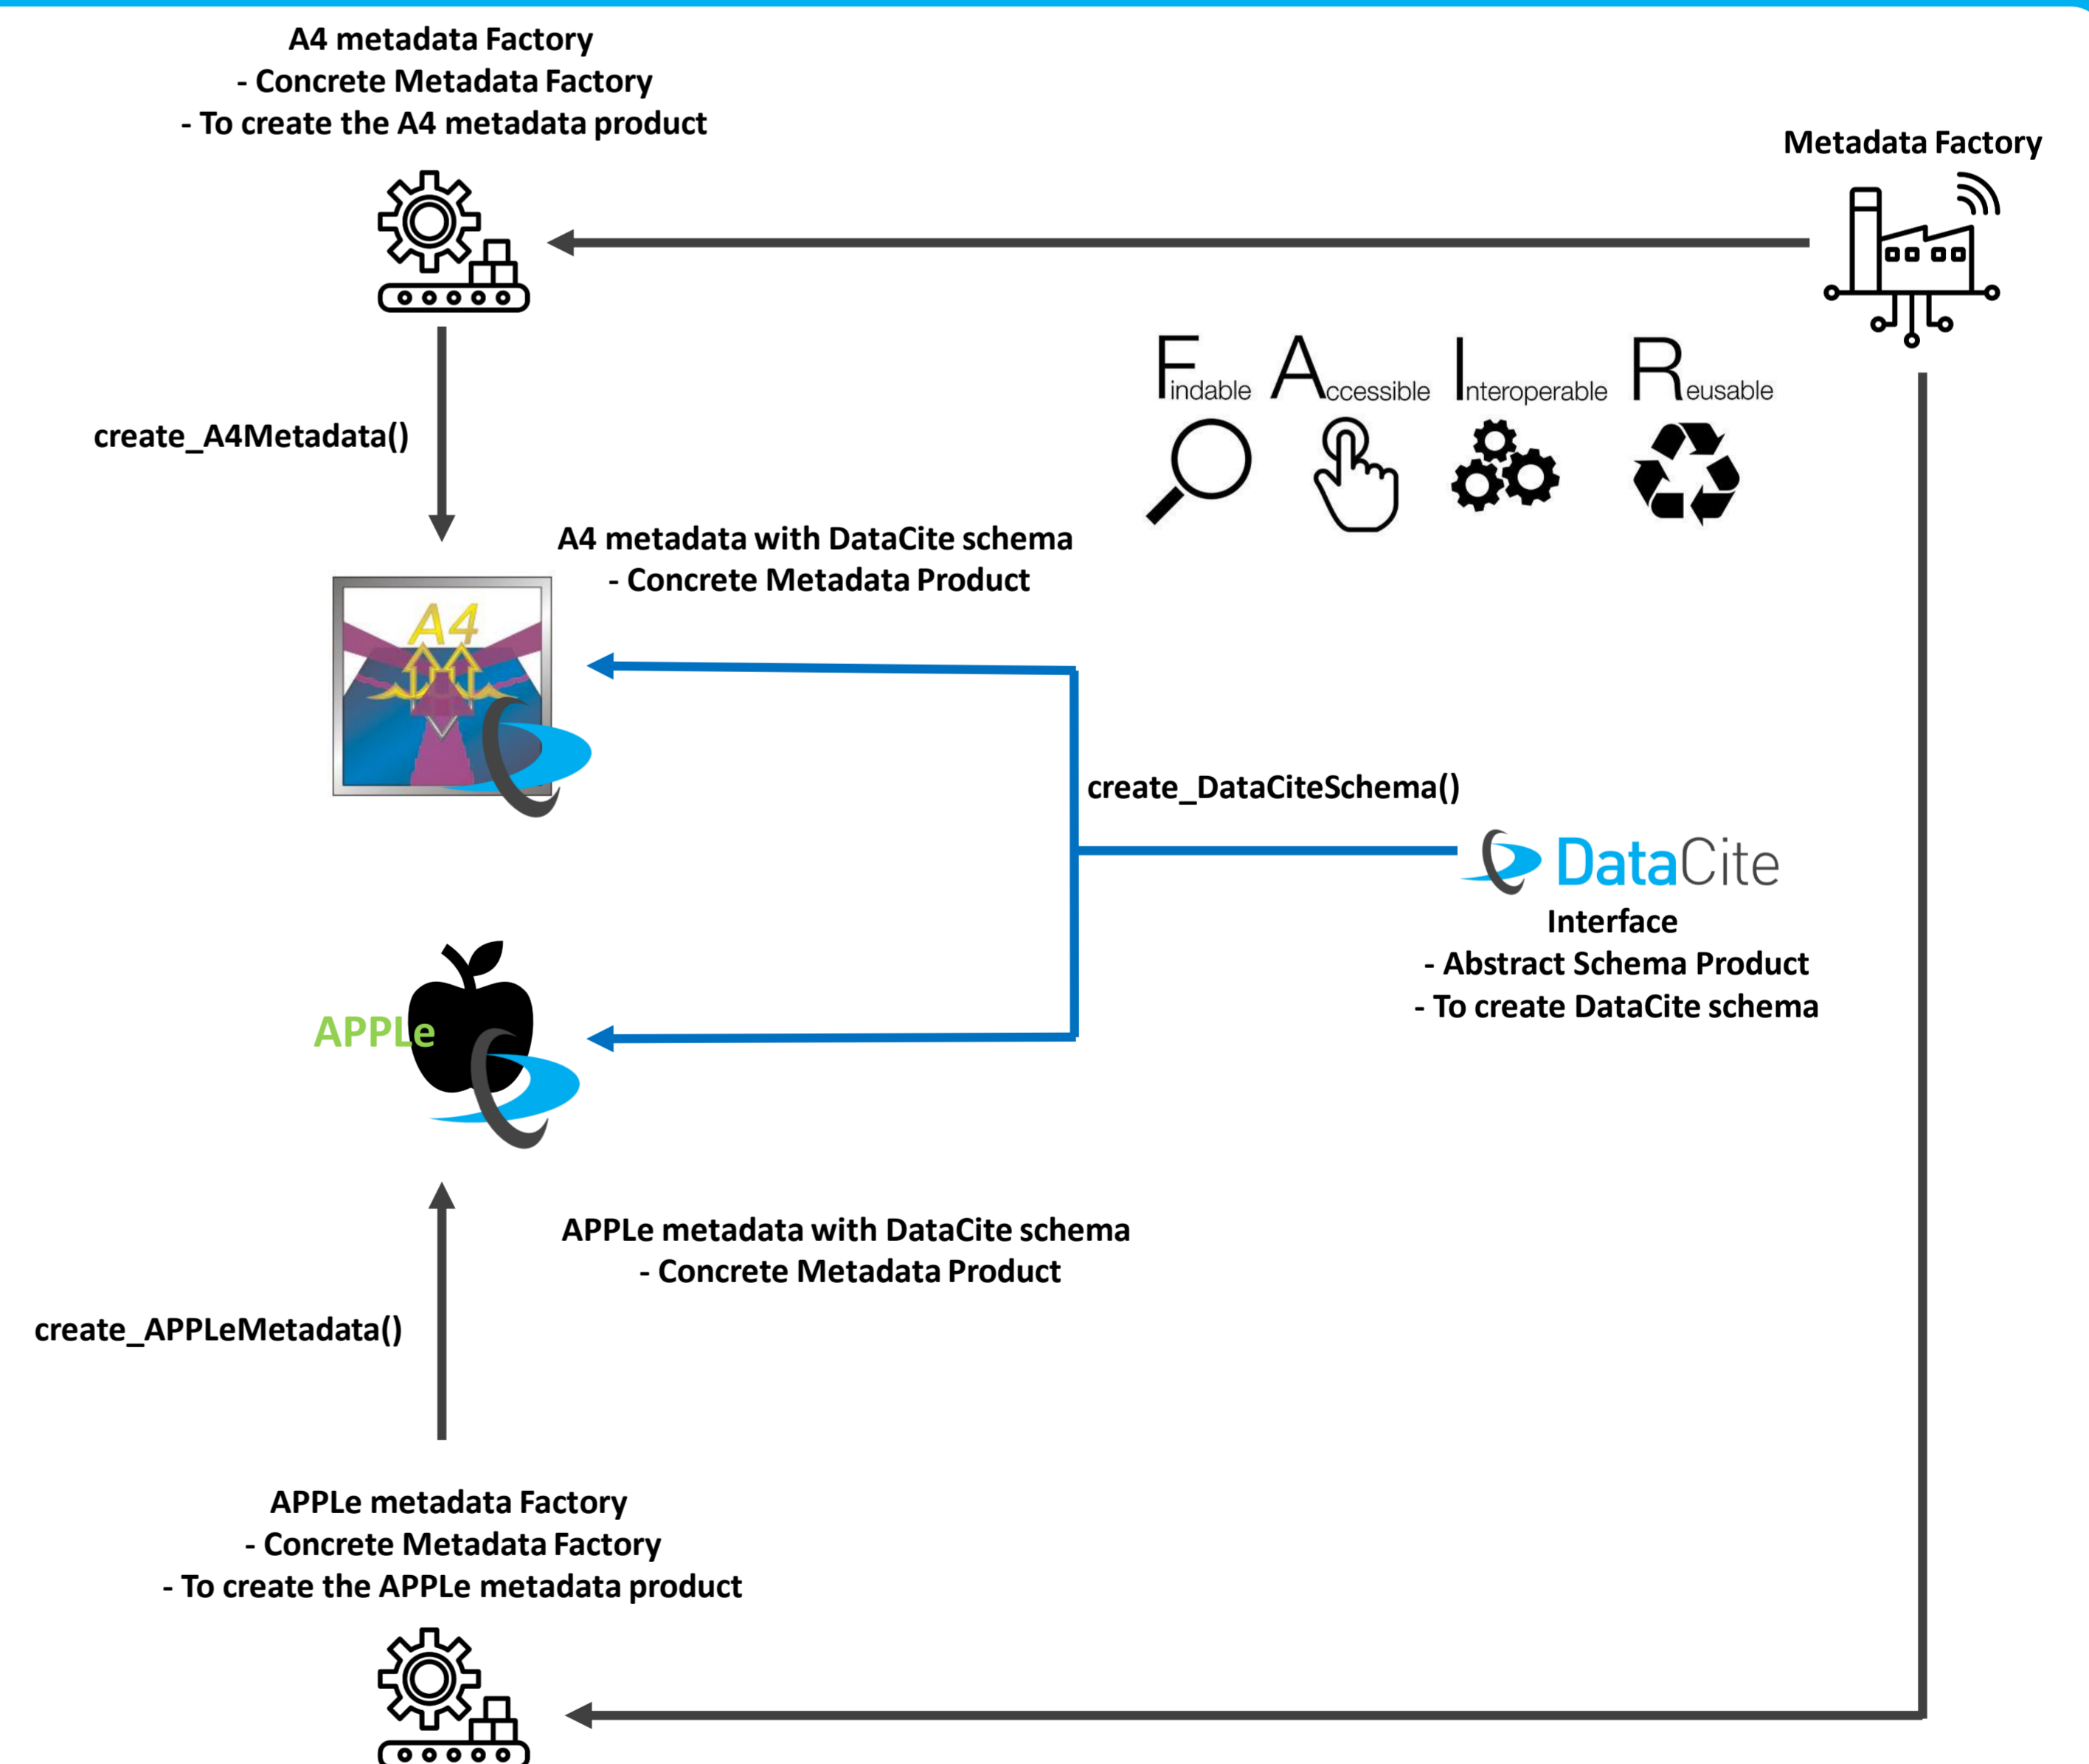 A4 metadata Factory
- Concrete Metadata Factory
- To create the A4 metadata product
Metadata Factory
Findable Accessible Interoperable Reusable
create_A4Metadata()
A4 metadata with DataCite schema
- Concrete Metadata Product
A4
create_DataCiteSchema()
DataCite
Interface
- Abstract Schema Product
- To create DataCite schema
APPLe
APPLe metadata with DataCite schema
- Concrete Metadata Product
create_APPLeMetadata()
APPLe metadata Factory
- Concrete Metadata Factory
- To create the APPLe metadata product